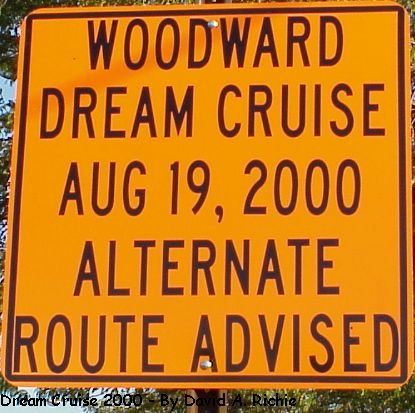 WOODWARD
DREAM CRUISE
AUG 19, 2000
ALTERNATE
ROUTE ADVISED
Dream Cruise 2000 - By David A. Richie